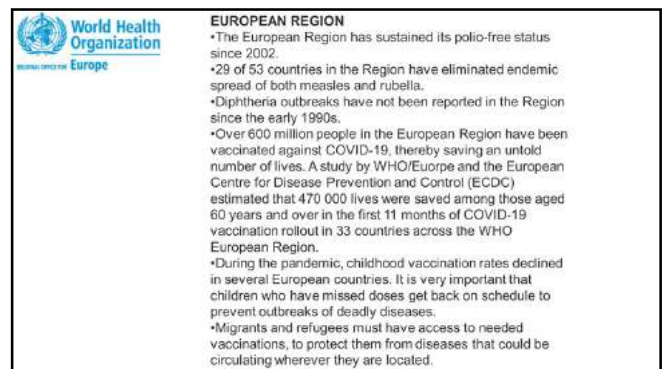 World Health
Organization
REGIONAL OFFICE FOR Europe
EUROPEAN REGION
•The European Region has sustained its polio-free status
since 2002.
•29 of 53 countries in the Region have eliminated endemic
spread of both measles and rubella.
•Diphtheria outbreaks have not been reported in the Region
since the early 1990s.
•Over 600 million people in the European Region have been
vaccinated against COVID-19, thereby saving an untold
number of lives. A study by WHO/Euorpe and the European
Centre for Disease Prevention and Control (ECDC)
estimated that 470 000 lives were saved among those aged
60 years and over in the first 11 months of COVID-19
vaccination rollout in 33 countries across the WHO
European Region.
•During the pandemic, childhood vaccination rates declined
in several European countries. It is very important that
children who have missed doses get back on schedule to
prevent outbreaks of deadly diseases.
•Migrants and refugees must have access to needed
vaccinations, to protect them from diseases that could be
circulating wherever they are located.